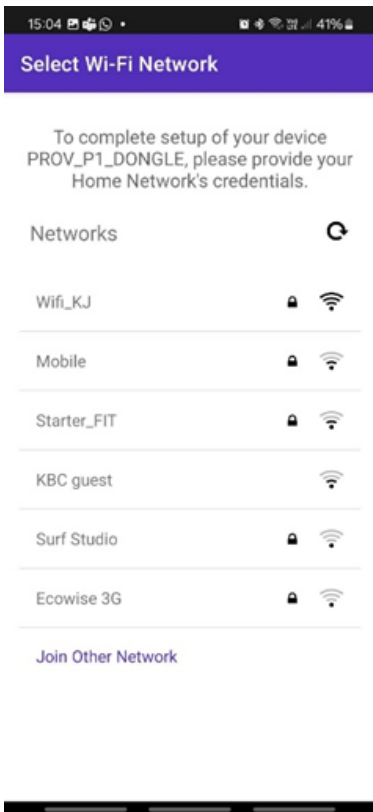 15:04 41%
Select Wi-Fi Network
To complete setup of your device
PROV_P1_DONGLE, please provide your
Home Network's credentials.
Networks
Wifi_KJ
Mobile
Starter_FIT
KBC guest
Surf Studio
Ecowise 3G
Join Other Network